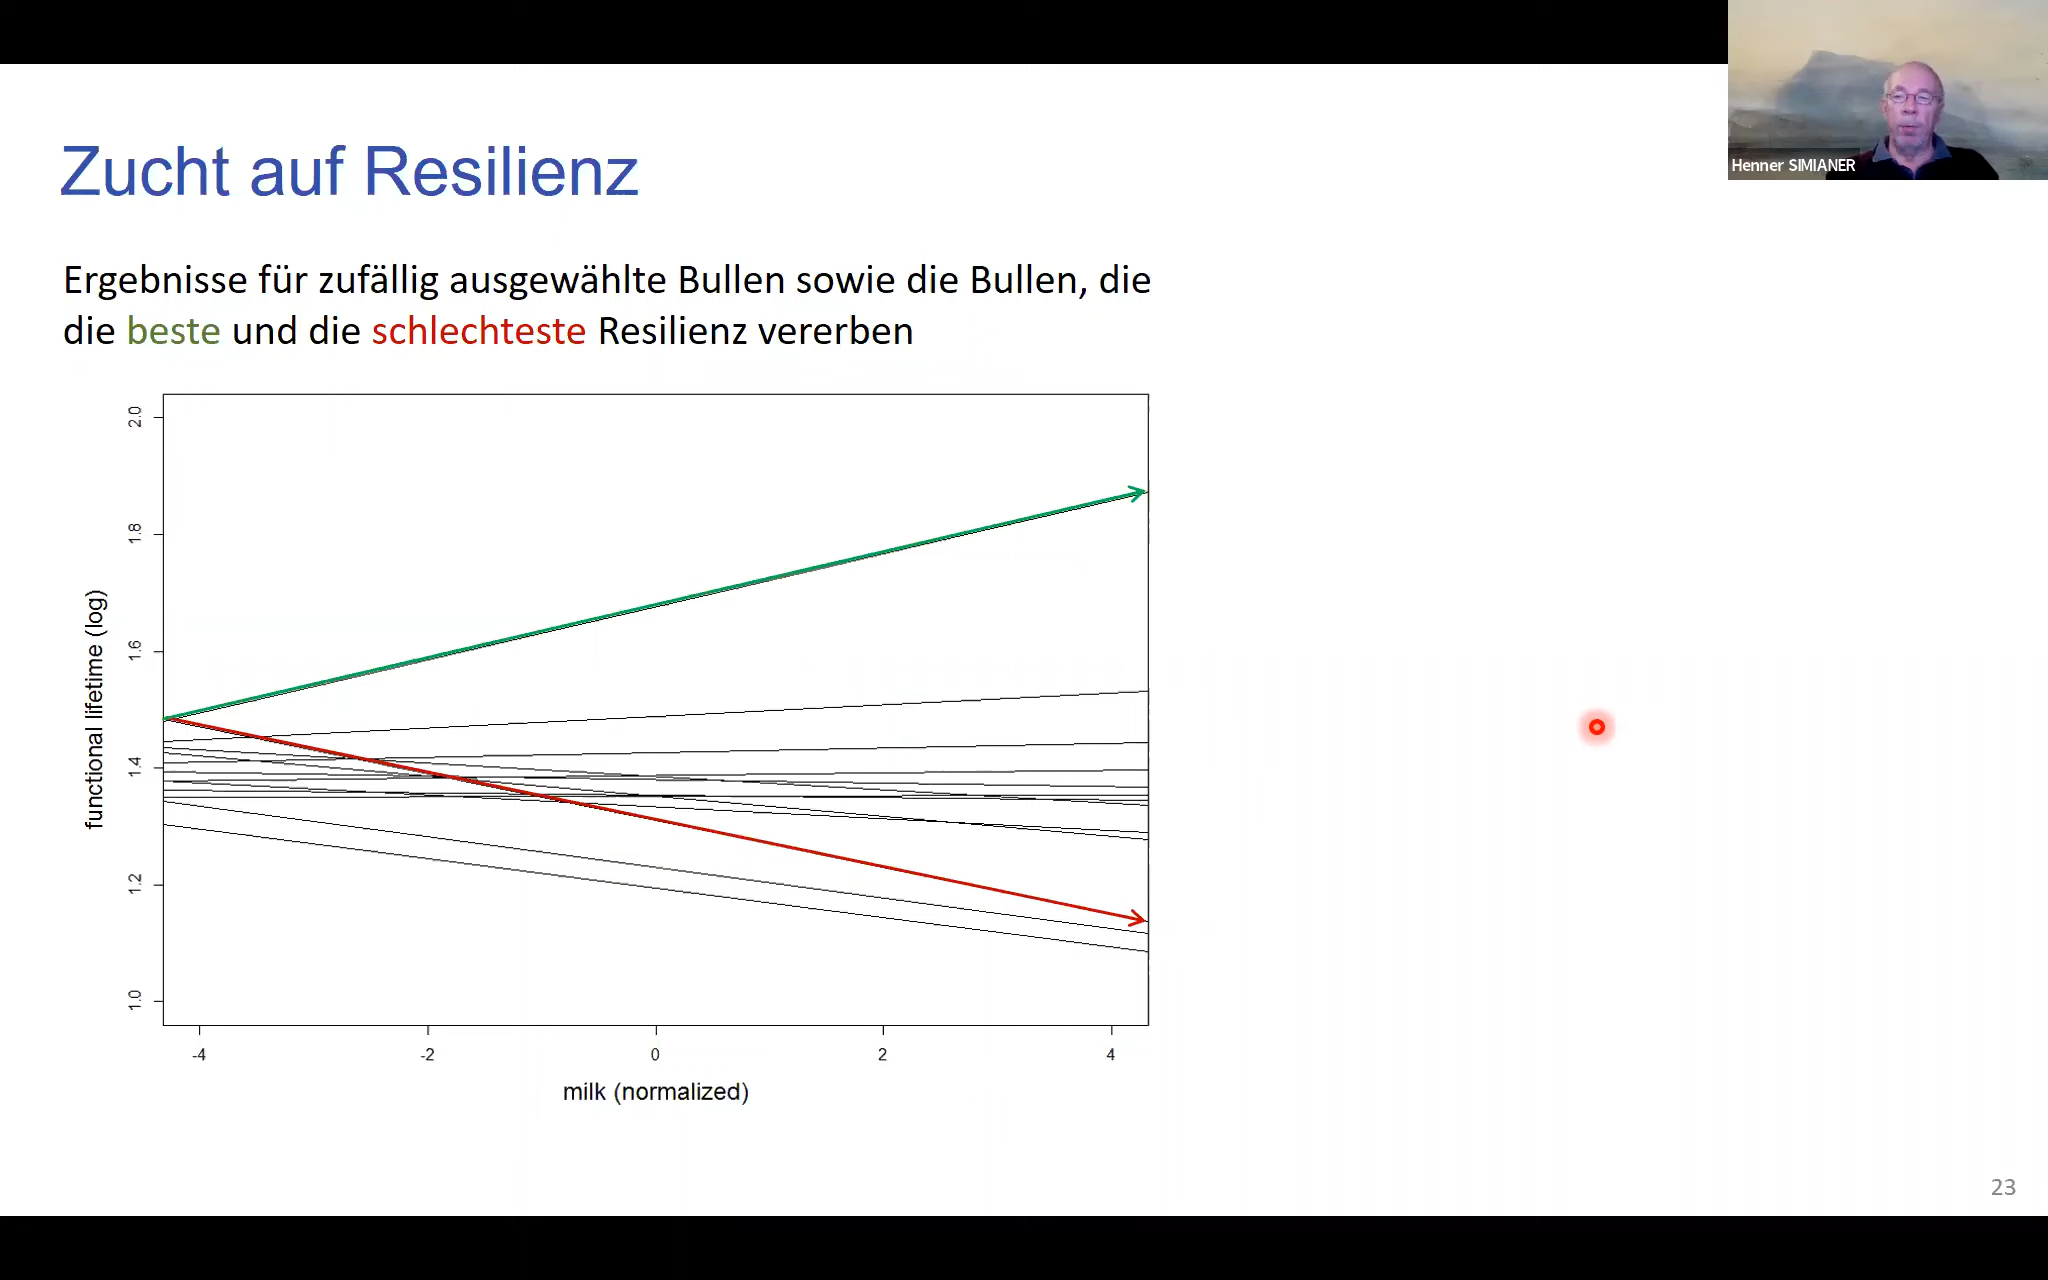 Henner SIMIANER
Zucht auf Resilienz
Ergebnisse für zufällig ausgewählte Bullen sowie die Bullen, die
die beste und die schlechteste Resilienz vererben
functional lifetime (log)
2.0
1.8
1.6
1.4
1.2
1.0
-4 -2 0 2 4
milk (normalized)
23